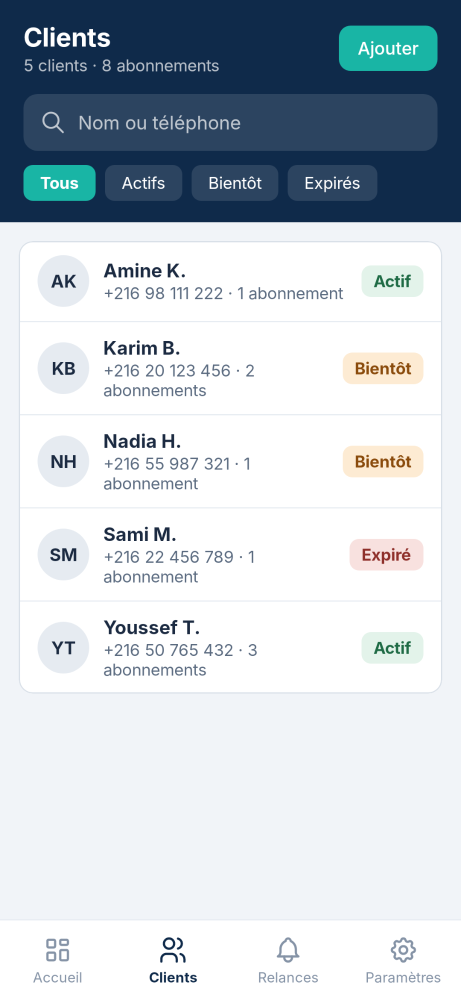 Clients
5 clients · 8 abonnements
Ajouter
Nom ou téléphone
Tous
Actifs
Bientôt
Expirés
AK
Amine K.
+216 98 111 222 · 1 abonnement
Actif
KB
Karim B.
+216 20 123 456 · 2
abonnements
Bientôt
NH
Nadia H.
+216 55 987 321 · 1
abonnement
Bientôt
SM
Sami M.
+216 22 456 789 · 1
abonnement
Expiré
YT
Youssef T.
+216 50 765 432 · 3
abonnements
Actif
Accueil
Clients
Relances
Paramètres